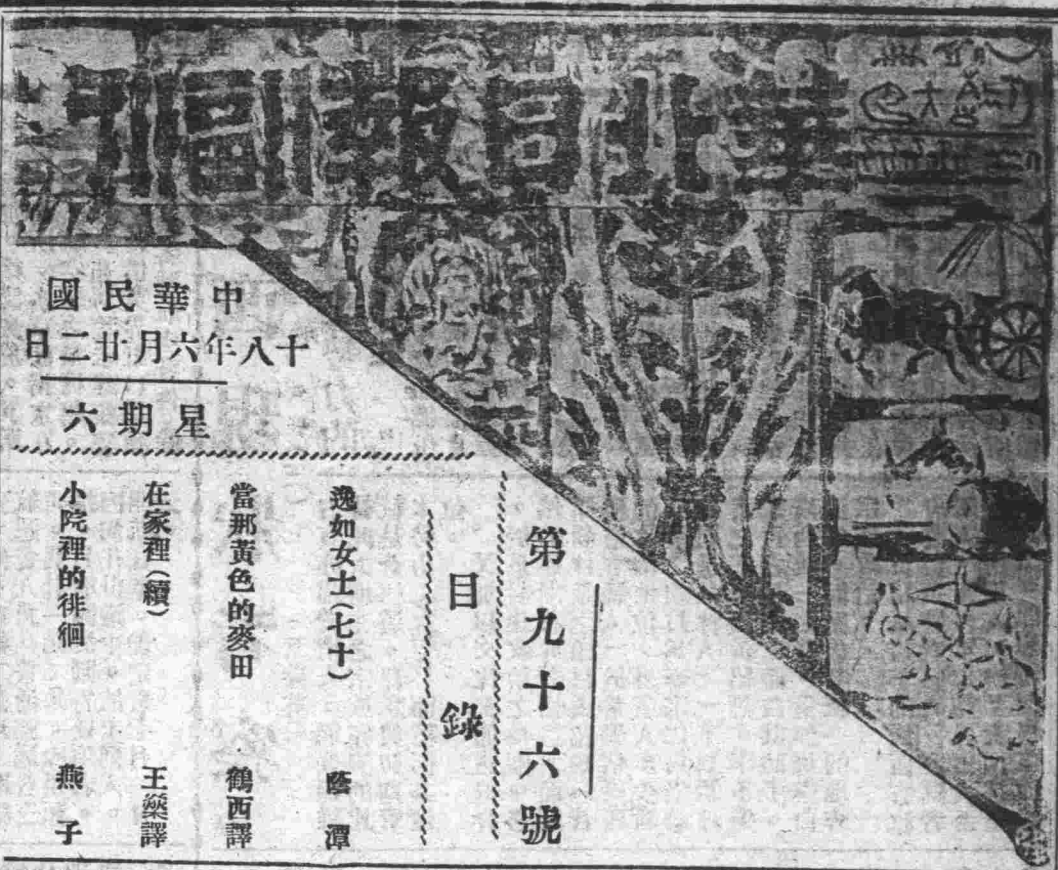 華北日報副刊
中華民國
十八年六月廿二日
星期六
第九十六號
目錄
逸如女士(七十) 蔭潭
當那黃色的麥田 鶴西譯
在家裡(續) 王燊譯
小院裡的徘徊 燕子